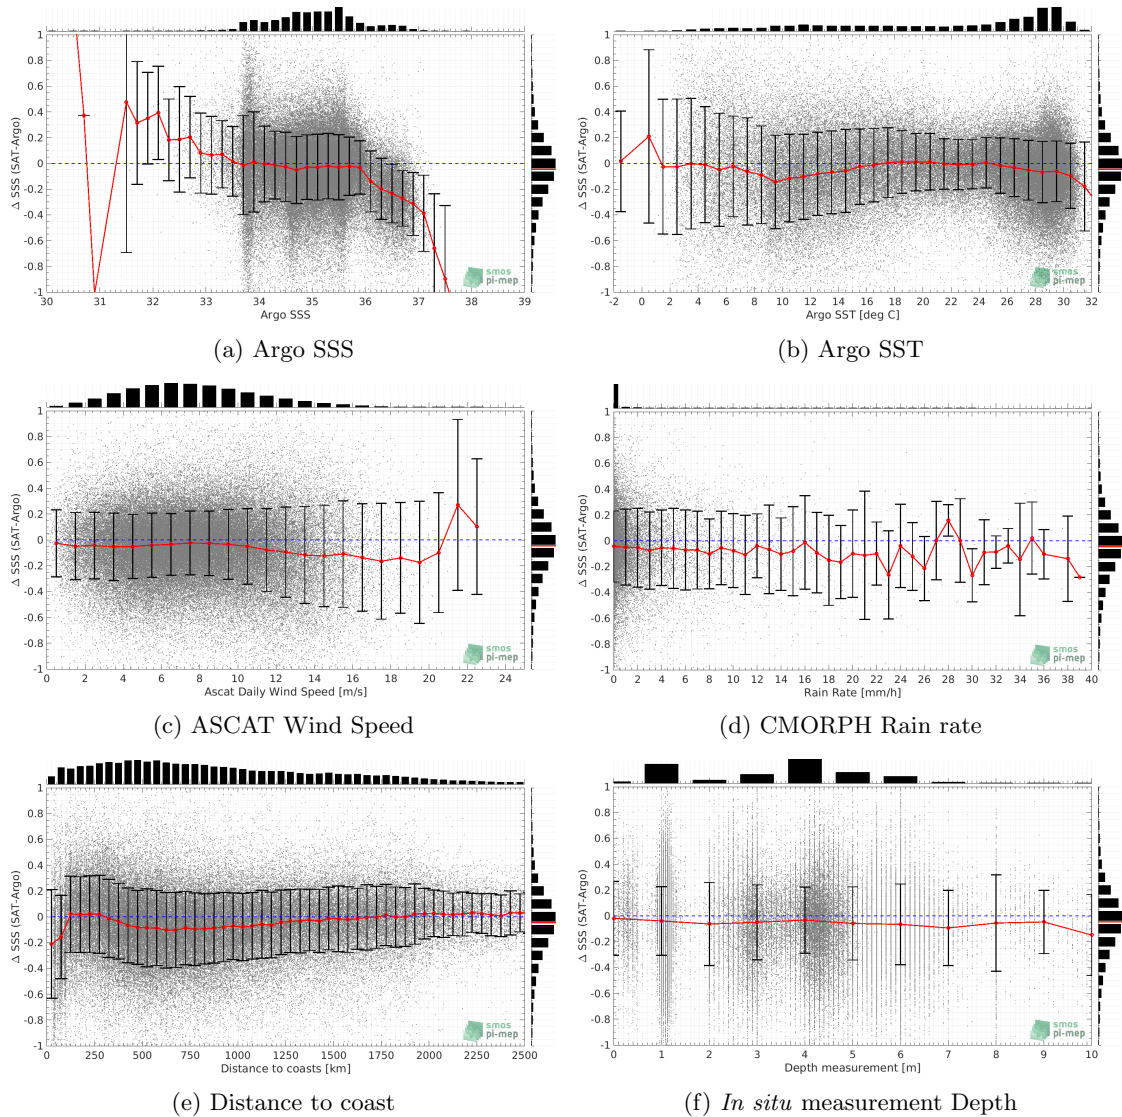 Δ SSS (SAT-Argo)
1
0.8
0.6
0.4
0.2
0
-0.2
-0.4
-0.6
-0.8
-1
30 31 32 33 34 35 36 37 38 39
Argo SSS
smos
pi-mep
(a) Argo SSS
Δ SSS (SAT-Argo)
1
0.8
0.6
0.4
0.2
0
-0.2
-0.4
-0.6
-0.8
-1
-2 0 2 4 6 8 10 12 14 16 18 20 22 24 26 28 30 32
Argo SST [deg C]
smos
pi-mep
(b) Argo SST
Δ SSS (SAT-Argo)
1
0.8
0.6
0.4
0.2
0
-0.2
-0.4
-0.6
-0.8
-1
0 2 4 6 8 10 12 14 16 18 20 22 24
Ascat Daily Wind Speed [m/s]
smos
pi-mep
(c) ASCAT Wind Speed
Δ SSS (SAT-Argo)
1
0.8
0.6
0.4
0.2
0
-0.2
-0.4
-0.6
-0.8
-1
0 2 4 6 8 10 12 14 16 18 20 22 24 26 28 30 32 34 36 38 40
Rain Rate [mm/h]
smos
pi-mep
(d) CMORPH Rain rate
Δ SSS (SAT-Argo)
1
0.8
0.6
0.4
0.2
0
-0.2
-0.4
-0.6
-0.8
-1
0 250 500 750 1000 1250 1500 1750 2000 2250 2500
Distance to coasts [km]
smos
pi-mep
(e) Distance to coast
Δ SSS (SAT-Argo)
1
0.8
0.6
0.4
0.2
0
-0.2
-0.4
-0.6
-0.8
-1
0 1 2 3 4 5 6 7 8 9 10
Depth measurement [m]
smos
pi-mep
(f) In situ measurement Depth